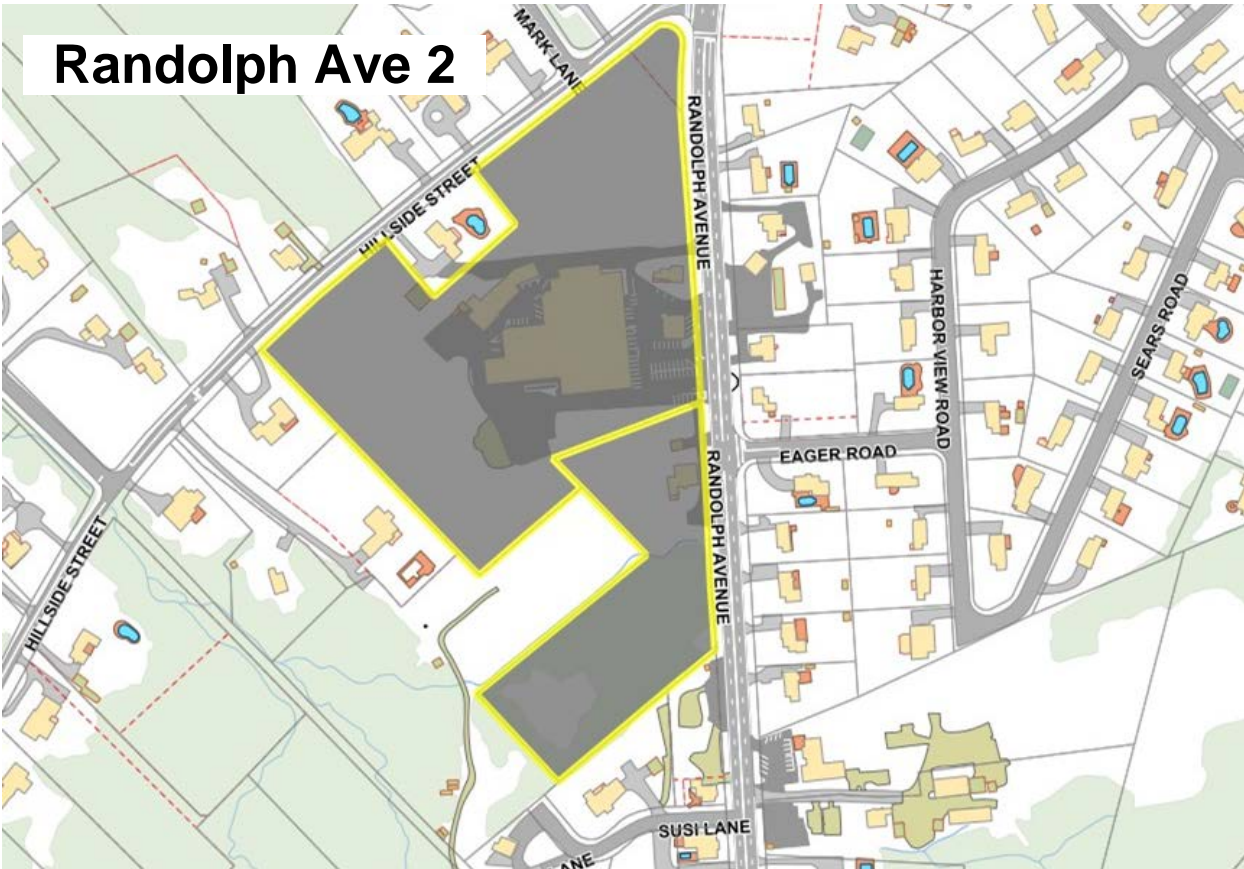 Randolph Ave 2
MARK LANE
RANDOLPH AVENUE
HILLSIDE STREET
HARBOR VIEW ROAD
SEARS ROAD
EAGER ROAD
RANDOLPH AVENUE
HILLSIDE STREET
SUSI LANE
ANE